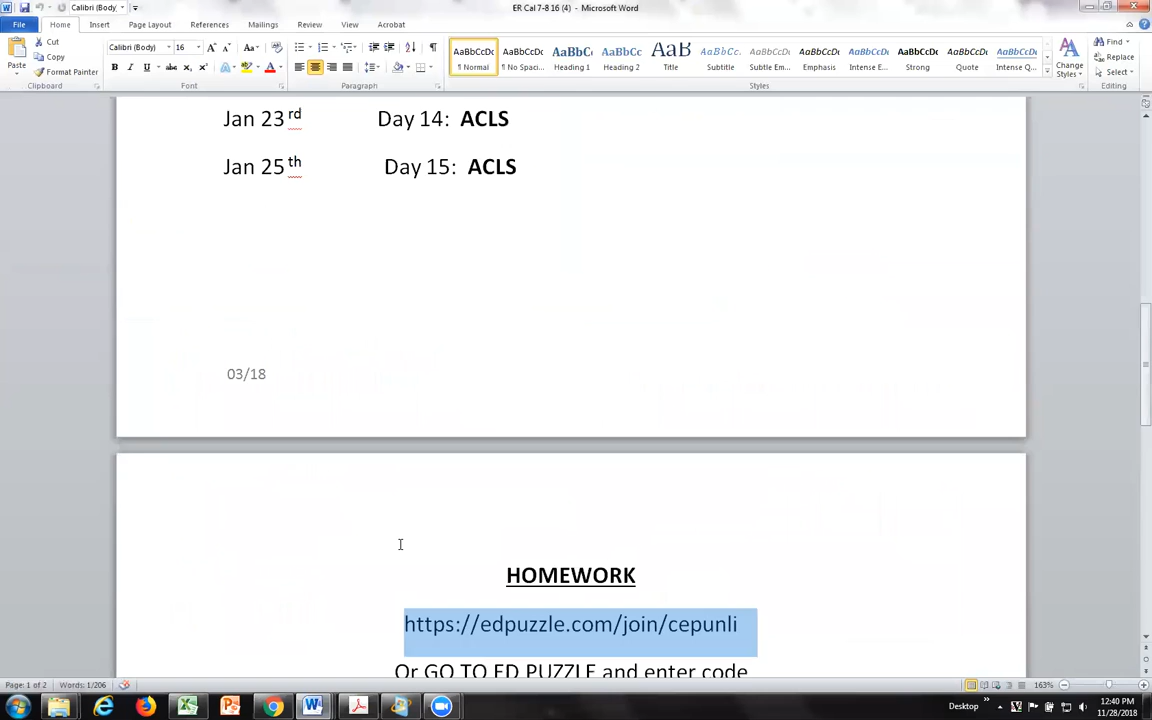 ER Cal 7-8 16 (4) - Microsoft Word
Calibri (Body)
File Home Insert Page Layout References Mailings Review View Acrobat
Paste
Cut
Copy
Format Painter
Calibri (Body) 16
Clipboard Font Paragraph Styles Editing
AaBbCcDc ¶ Normal
AaBbCcDc ¶ No Spaci...
AaBbC₍ Heading 1
AaBbCc Heading 2
AaB Title
AaBbCc. Subtitle
AaBbCcDc Subtle Em...
AaBbCcDc Emphasis
AaBbCcDc Intense E...
AaBbCcDc Strong
AaBbCcDc Quote
AaBbCcDc Intense Q...
Change Styles
Find
Replace
Select
Jan 23rd Day 14: ACLS
Jan 25th Day 15: ACLS
03/18
HOMEWORK
https://edpuzzle.com/join/cepunli
Or GO TO ED PUZZLE and enter code
Page: 1 of 2 Words: 1/206 163%
Desktop 12:40 PM
11/28/2018